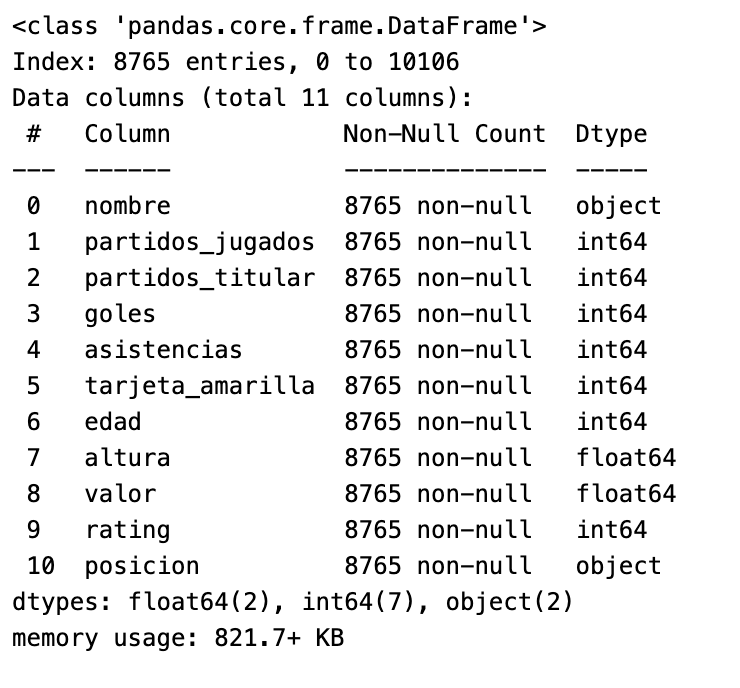 <class 'pandas.core.frame.DataFrame'>
Index: 8765 entries, 0 to 10106
Data columns (total 11 columns):
 #   Column            Non-Null Count  Dtype
---  ------            --------------  -----
 0   nombre            8765 non-null   object
 1   partidos_jugados  8765 non-null   int64
 2   partidos_titular  8765 non-null   int64
 3   goles             8765 non-null   int64
 4   asistencias       8765 non-null   int64
 5   tarjeta_amarilla  8765 non-null   int64
 6   edad              8765 non-null   int64
 7   altura            8765 non-null   float64
 8   valor             8765 non-null   float64
 9   rating            8765 non-null   int64
 10  posicion          8765 non-null   object
dtypes: float64(2), int64(7), object(2)
memory usage: 821.7+ KB